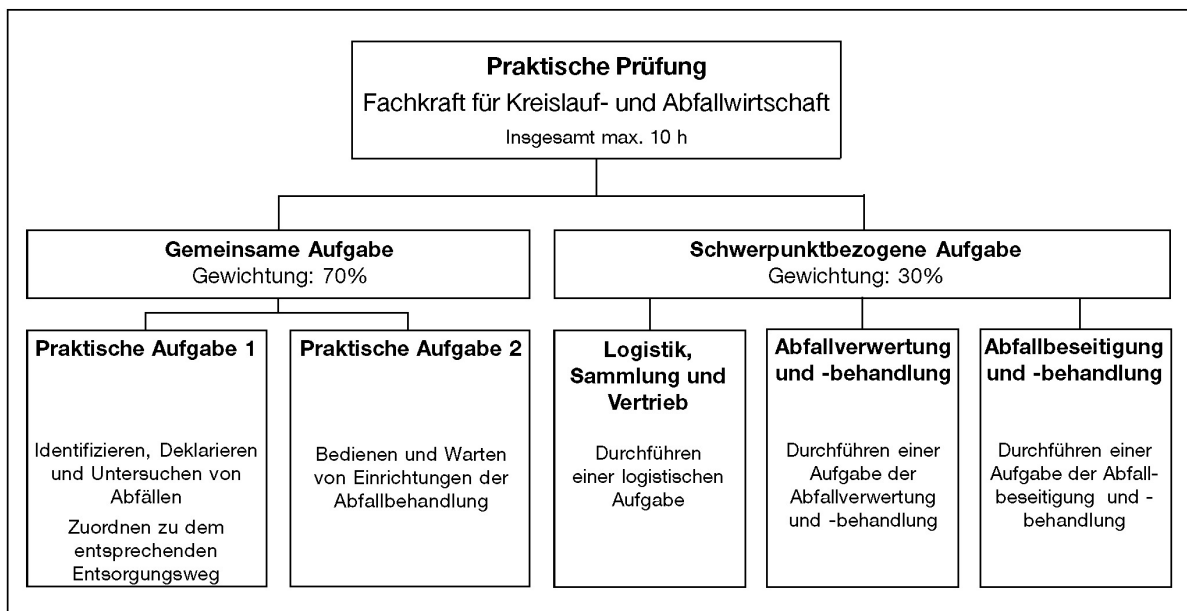 Praktische Prüfung
Fachkraft für Kreislauf- und Abfallwirtschaft
Insgesamt max. 10 h
Gemeinsame Aufgabe
Gewichtung: 70%
Schwerpunktbezogene Aufgabe
Gewichtung: 30%
Praktische Aufgabe 1
Identifizieren, Deklarieren
und Untersuchen von
Abfällen
Zuordnen zu dem
entsprechenden
Entsorgungsweg
Praktische Aufgabe 2
Bedienen und Warten
von Einrichtungen der
Abfallbehandlung
Logistik,
Sammlung und
Vertrieb
Durchführen
einer logistischen
Aufgabe
Abfallverwertung
und -behandlung
Durchführen einer
Aufgabe der
Abfallverwertung
und -behandlung
Abfallbeseitigung
und -behandlung
Durchführen einer
Aufgabe der Abfall-
beseitigung und -
behandlung